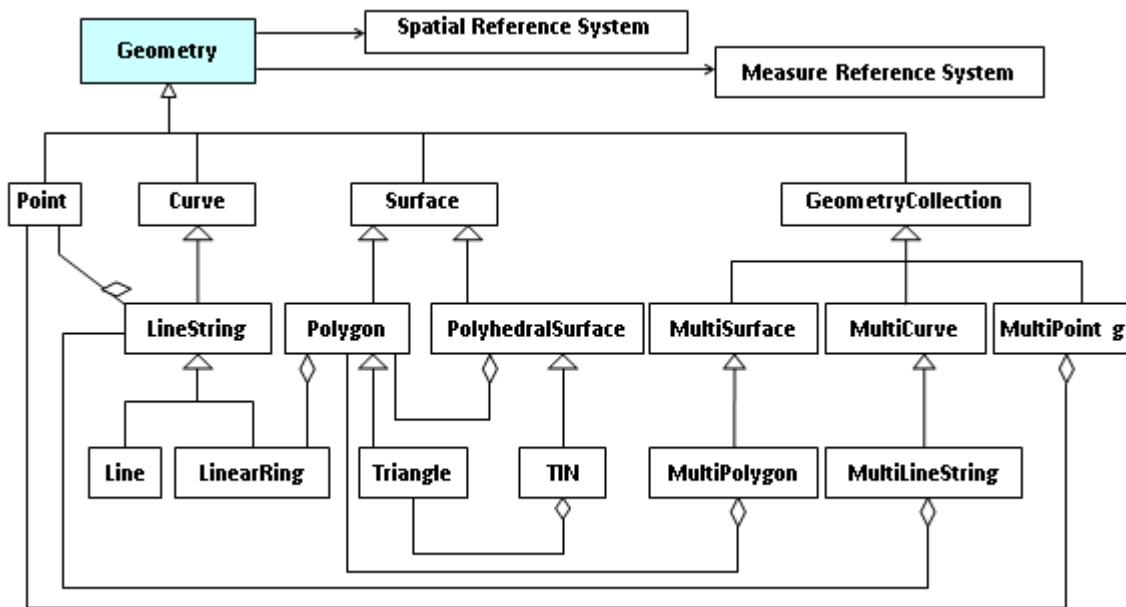 Geometry
Spatial Reference System
Measure Reference System
Point
Curve
Surface
GeometryCollection
LineString
Polygon
PolyhedralSurface
MultiSurface
MultiCurve
MultiPoint g
Line
LinearRing
Triangle
TIN
MultiPolygon
MultiLineString